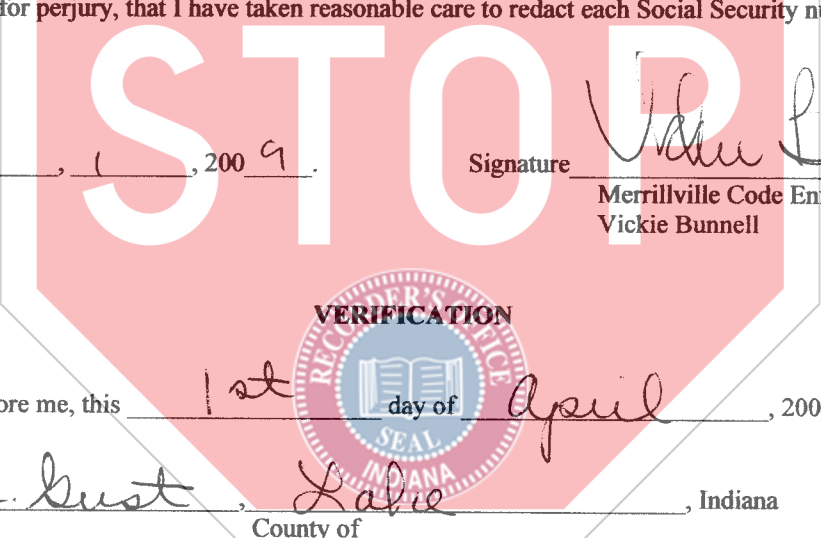 for perjury, that I have taken reasonable care to redact each Social Security nu
STOP
, 1 , 200 9 .
Signature
Merrillville Code En
Vickie Bunnell
VERIFICATION
RECORDER'S OFFICE
SEAL
INDIANA
ore me, this 1st day of April , 200
. Gust , Lake , Indiana
County of